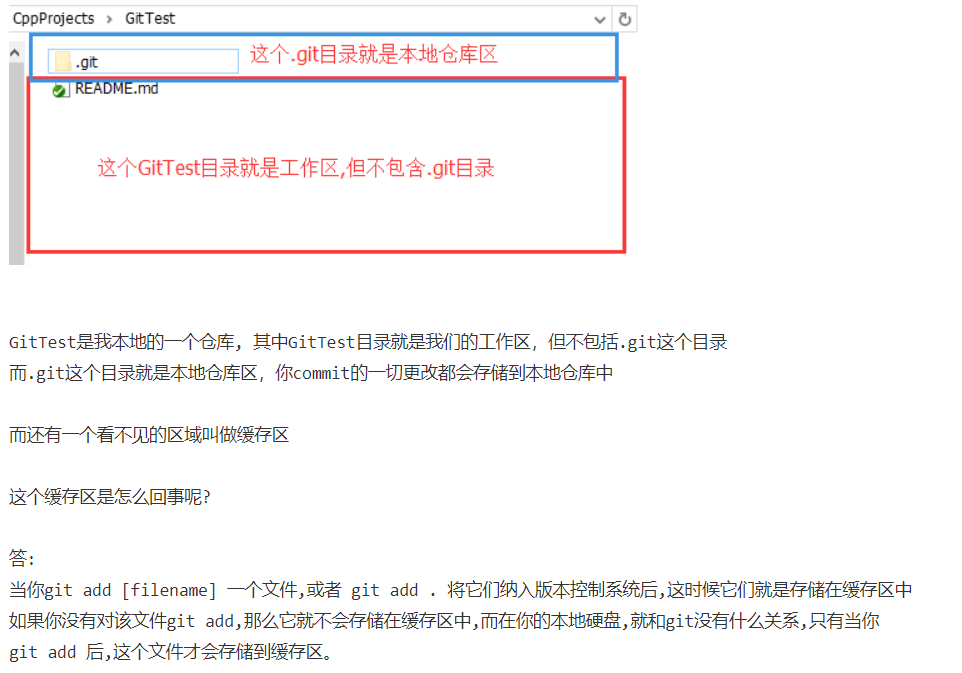 CppProjects › GitTest
.git
这个.git目录就是本地仓库区
README.md
这个GitTest目录就是工作区,但不包含.git目录
GitTest是我本地的一个仓库, 其中GitTest目录就是我们的工作区，但不包括.git这个目录
而.git这个目录就是本地仓库区，你commit的一切更改都会存储到本地仓库中
而还有一个看不见的区域叫做缓存区
这个缓存区是怎么回事呢?
答:
当你git add [filename] 一个文件,或者 git add . 将它们纳入版本控制系统后,这时候它们就是存储在缓存区中
如果你没有对该文件git add,那么它就不会存储在缓存区中,而在你的本地硬盘,就和git没有什么关系,只有当你
git add 后,这个文件才会存储到缓存区。